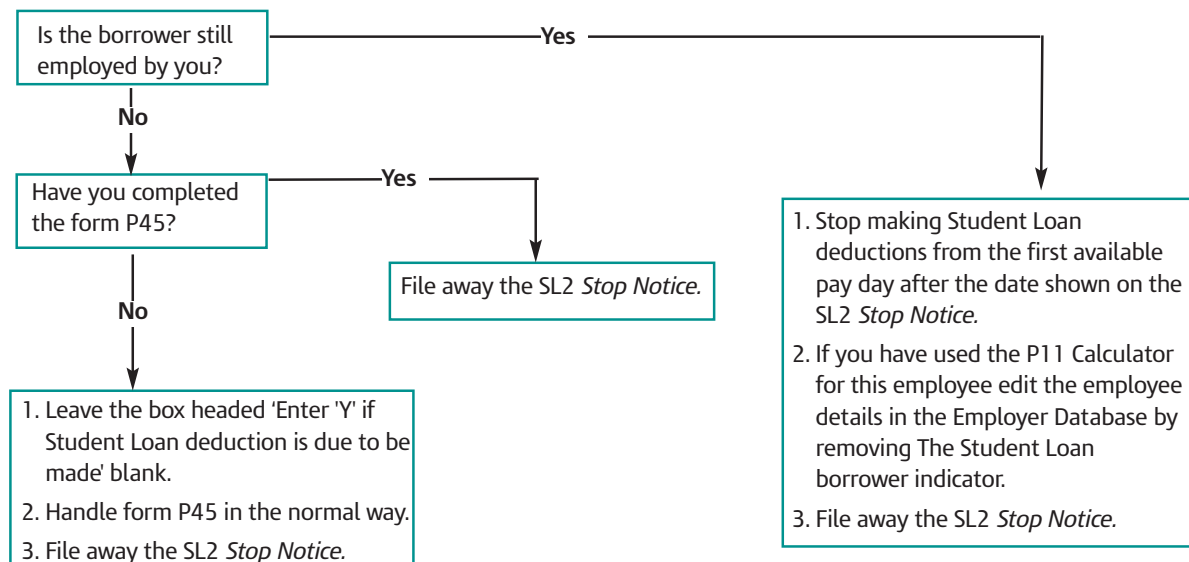 Is the borrower still
employed by you?
Yes
No
Have you completed
the form P45?
Yes
File away the SL2 Stop Notice.
No
1. Leave the box headed ‘Enter 'Y' if
Student Loan deduction is due to be
made' blank.
2. Handle form P45 in the normal way.
3. File away the SL2 Stop Notice.
1. Stop making Student Loan
deductions from the first available
pay day after the date shown on the
SL2 Stop Notice.
2. If you have used the P11 Calculator
for this employee edit the employee
details in the Employer Database by
removing The Student Loan
borrower indicator.
3. File away the SL2 Stop Notice.